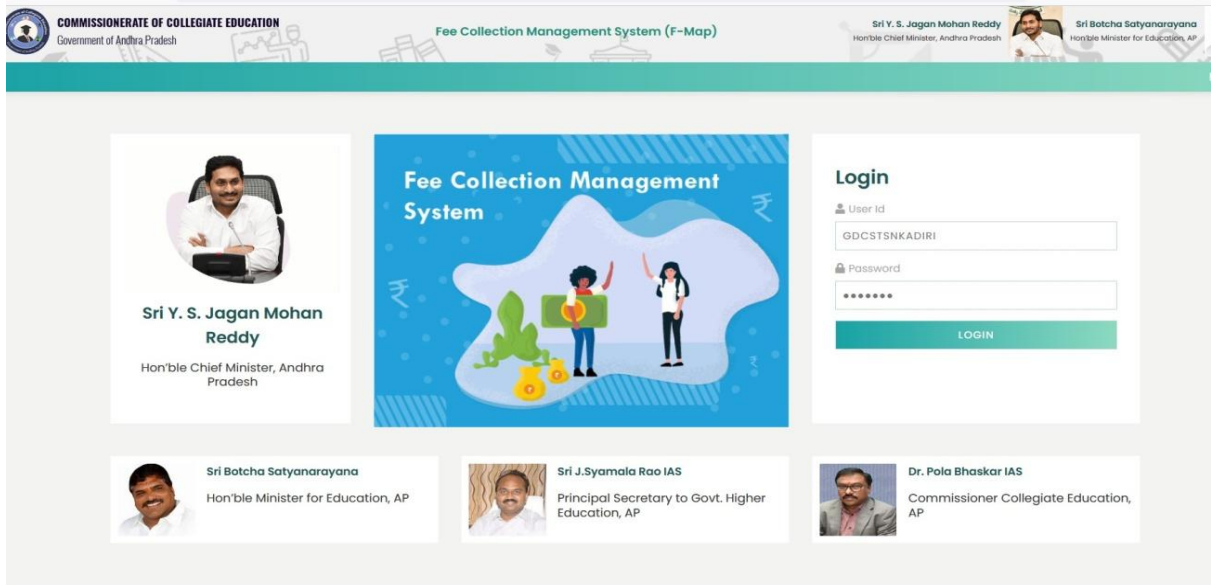 COMMISSIONERATE OF COLLEGIATE EDUCATION
Government of Andhra Pradesh
Fee Collection Management System (F-Map)
Sri Y. S. Jagan Mohan Reddy
Hon'ble Chief Minister, Andhra Pradesh
Sri Botcha Satyanarayana
Hon'ble Minister for Education, AP
Sri Y. S. Jagan Mohan
Reddy
Hon'ble Chief Minister, Andhra
Pradesh
Fee Collection Management
System
Login
User Id
GDCSTSNKADIRI
Password
•••••••
LOGIN
Sri Botcha Satyanarayana
Hon'ble Minister for Education, AP
Sri J.Syamala Rao IAS
Principal Secretary to Govt. Higher
Education, AP
Dr. Pola Bhaskar IAS
Commissioner Collegiate Education,
AP